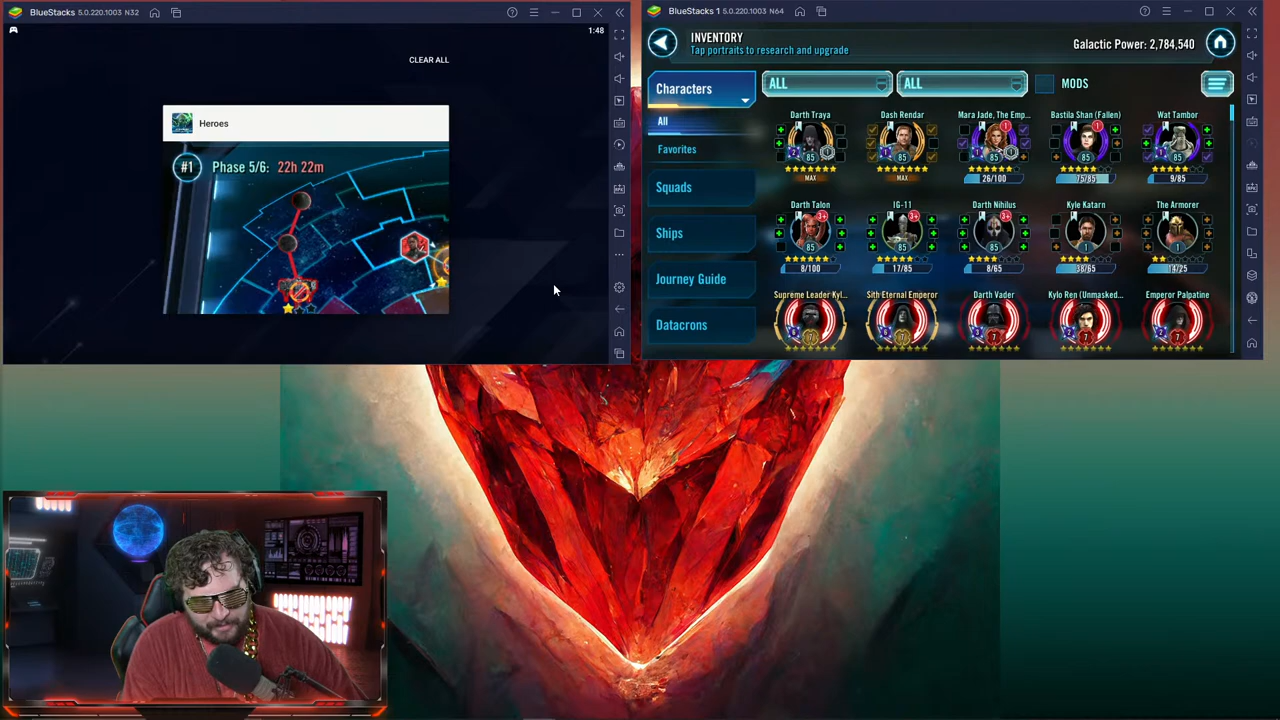 BlueStacks 5.0.220.1003 N32
1:48
CLEAR ALL
Heroes
#1 Phase 5/6: 22h 22m
BlueStacks 1 5.0.220.1003 N64
INVENTORY
Tap portraits to research and upgrade
Galactic Power: 2,784,540
Characters
ALL
ALL
MODS
All
Favorites
Squads
Ships
Journey Guide
Datacrons
Darth Traya
Dash Rendar
Mara Jade, The Emp...
Bastila Shan (Fallen)
Wat Tambor
85
85
85
85
85
MAX
MAX
26/100
75/85
9/85
Darth Talon
IG-11
Darth Nihilus
Kyle Katarn
The Armorer
3+
3+
3+
85
85
85
1
1
8/100
17/85
8/65
38/65
14/25
Supreme Leader Kyl...
Sith Eternal Emperor
Darth Vader
Kylo Ren (Unmasked...
Emperor Palpatine